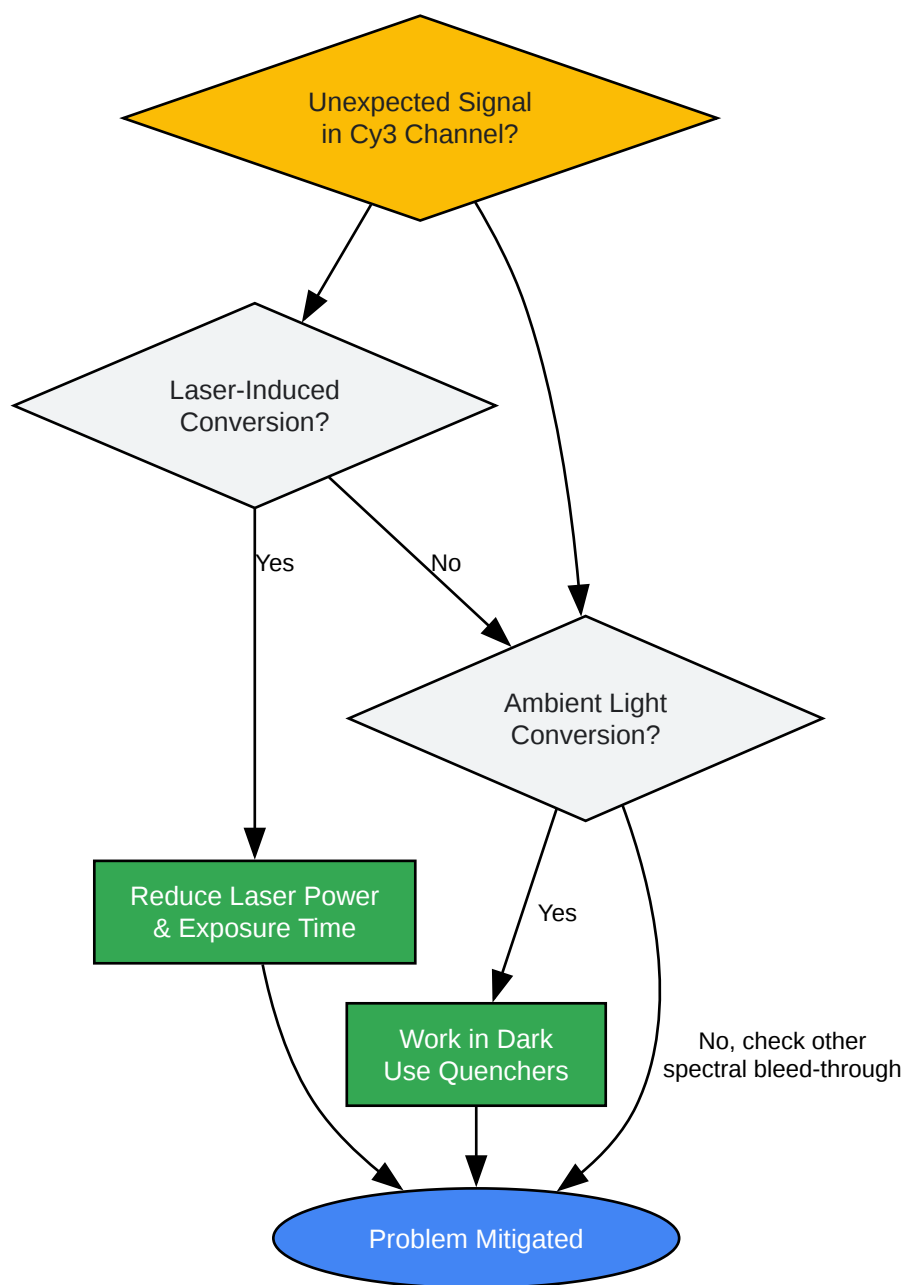 Unexpected Signal
in Cy3 Channel?
Laser-Induced
Conversion?
Yes
No
Ambient Light
Conversion?
Reduce Laser Power
& Exposure Time
Yes
Work in Dark
Use Quenchers
No, check other
spectral bleed-through
Problem Mitigated